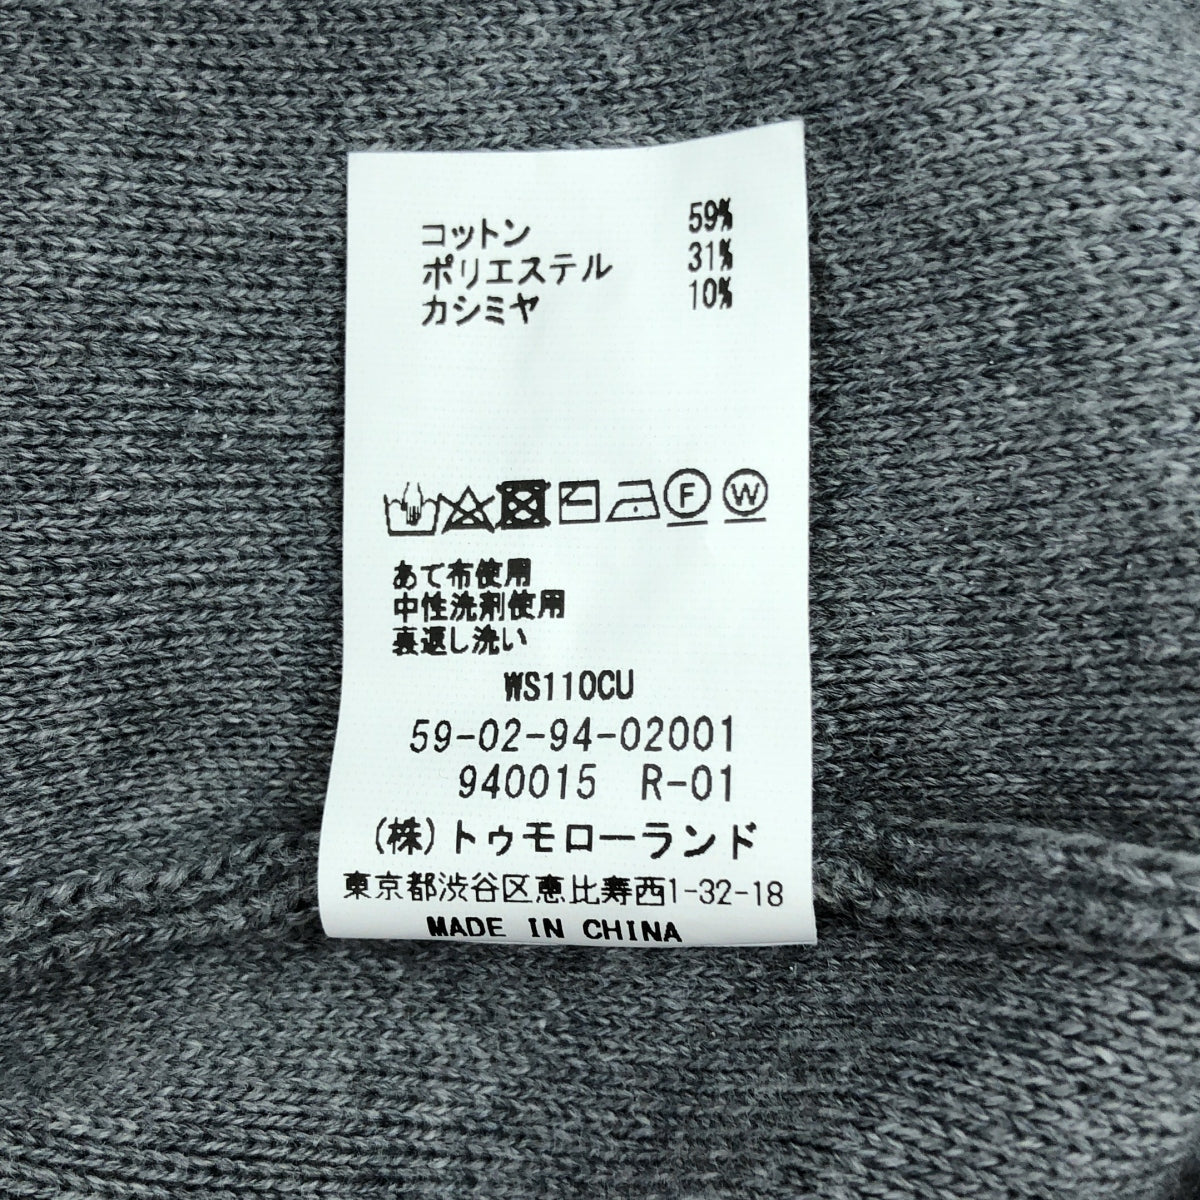 コットン 59%
ポリエステル 31%
カシミヤ 10%
F W
あて布使用
中性洗剤使用
裏返し洗い
WS110CU
59-02-94-02001
940015 R-01
(株)トゥモローランド
東京都渋谷区恵比寿西1-32-18
MADE IN CHINA